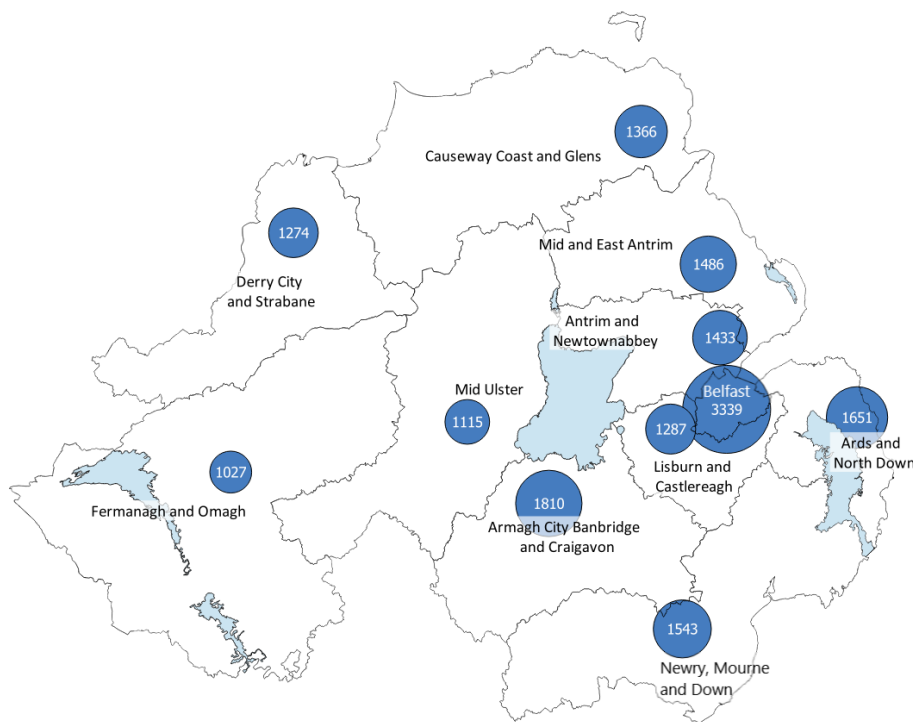 1366
Causeway Coast and Glens
1274
Derry City
and Strabane
Mid and East Antrim
1486
Antrim and
Newtownabbey
1433
Mid Ulster
1115
Belfast
3339
1287
Lisburn and
Castlereagh
1651
Ards and
North Down
1027
Fermanagh and Omagh
1810
Armagh City Banbridge
and Craigavon
1543
Newry, Mourne
and Down